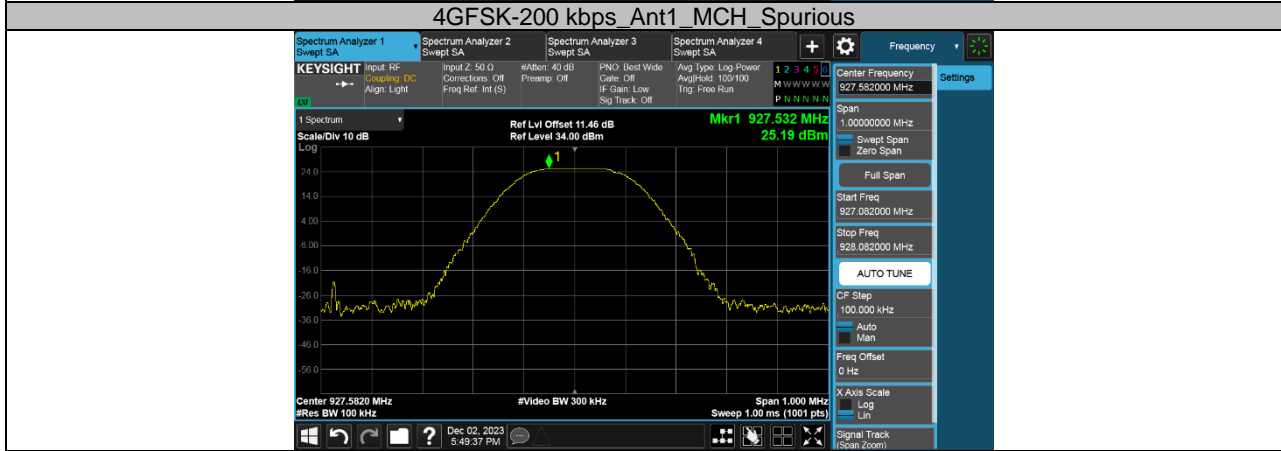 4GFSK-200 kbps_Ant1_MCH_Spurious
Spectrum Analyzer 1
Swept SA
Spectrum Analyzer 2
Swept SA
Spectrum Analyzer 3
Swept SA
Spectrum Analyzer 4
Swept SA
+
Frequency
KEYSIGHT
Input: RF
Coupling: DC
Align: Light
Input Z: 50 Ω
Corrections: Off
Freq Ref: Int (S)
#Atten: 40 dB
Preamp: Off
PNO: Best Wide
Gate: Off
IF Gain: Low
Sig Track: Off
Avg Type: Log-Power
Avg|Hold: 100/100
Trig: Free Run
1 2 3 4 5 6
M W W W W W
P N N N N N
LXI
1 Spectrum
Scale/Div 10 dB
Log
Ref Lvl Offset 11.46 dB
Ref Level 34.00 dBm
Mkr1 927.532 MHz
25.19 dBm
1
24.0
14.0
4.00
-6.00
-16.0
-26.0
-36.0
-46.0
-56.0
Center 927.5820 MHz
#Res BW 100 kHz
#Video BW 300 kHz
Span 1.000 MHz
Sweep 1.00 ms (1001 pts)
?
Dec 02, 2023
5:49:37 PM
Center Frequency
927.582000 MHz
Span
1.00000000 MHz
Swept Span
Zero Span
Full Span
Start Freq
927.082000 MHz
Stop Freq
928.082000 MHz
AUTO TUNE
CF Step
100.000 kHz
Auto
Man
Freq Offset
0 Hz
X Axis Scale
Log
Lin
Signal Track
(Span Zoom)
Settings